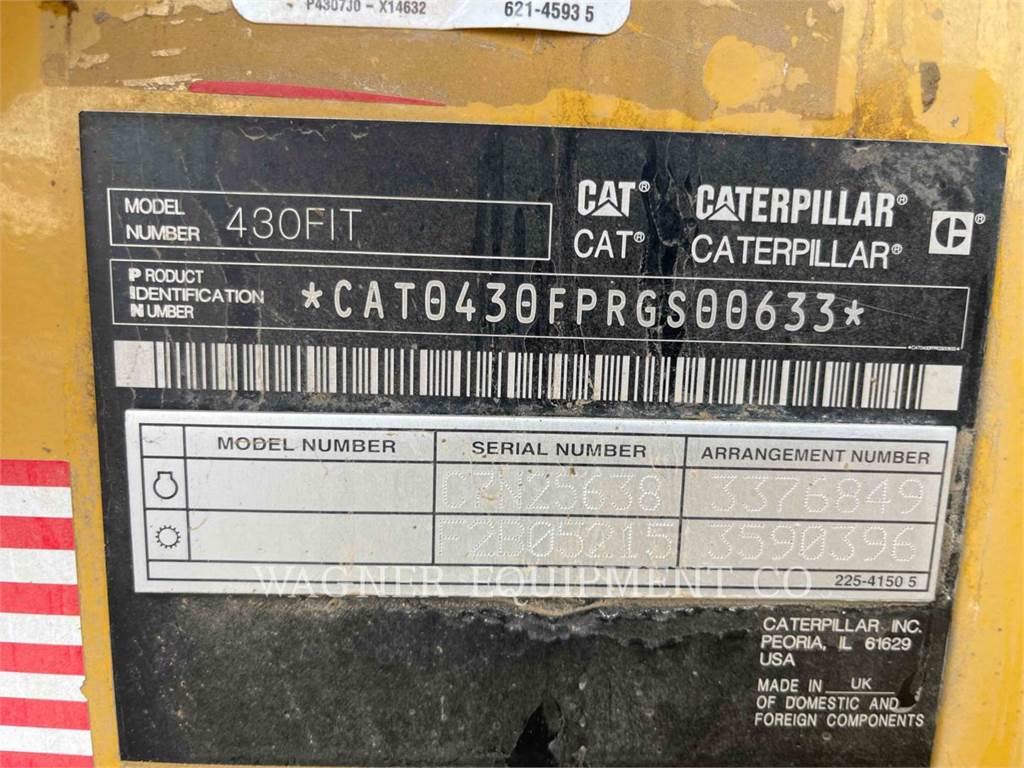 P4307J0 - X14632 621-4593 5
MODEL NUMBER 430FIT
CAT® CATERPILLAR®
CAT® CATERPILLAR®
PRODUCT IDENTIFICATION NUMBER *CAT0430FPRGS00633*
*CAT0430FPRGS00633*
MODEL NUMBER SERIAL NUMBER ARRANGEMENT NUMBER
C7N25638 3376849
F2B05215 3590396
225-4150 5
WAGNER EQUIPMENT CO
CATERPILLAR INC.
PEORIA, IL 61629
USA
MADE IN UK
OF DOMESTIC AND
FOREIGN COMPONENTS